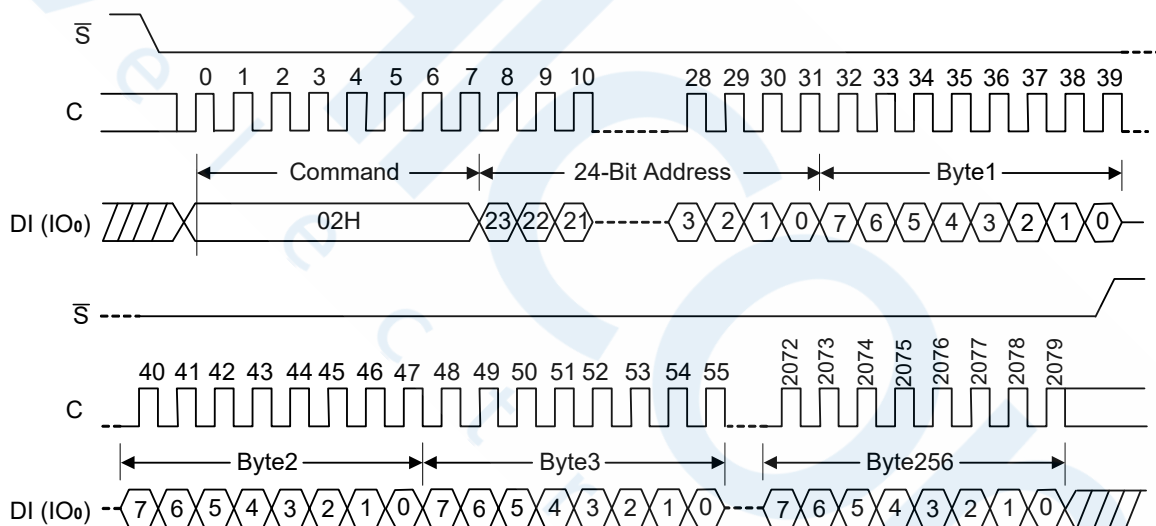 S
0 1 2 3 4 5 6 7 8 9 10 28 29 30 31 32 33 34 35 36 37 38 39
C
Command 24-Bit Address Byte1
DI (IO0) 02H 23 22 21 3 2 1 0 7 6 5 4 3 2 1 0
S
40 41 42 43 44 45 46 47 48 49 50 51 52 53 54 55 2072 2073 2074 2075 2076 2077 2078 2079
C
Byte2 Byte3 Byte256
DI (IO0) 7 6 5 4 3 2 1 0 7 6 5 4 3 2 1 0 7 6 5 4 3 2 1 0